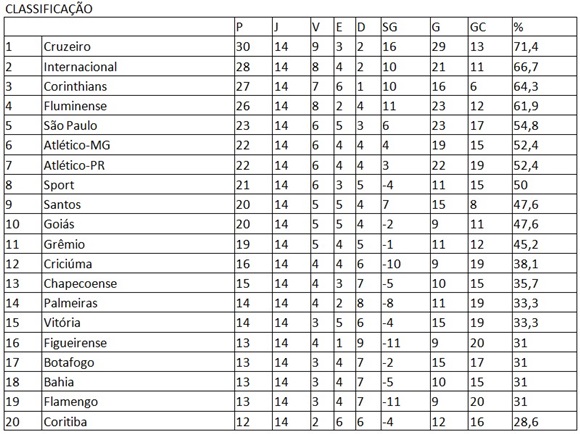 CLASSIFICAÇÃO
P J V E D SG G GC %
1 Cruzeiro 30 14 9 3 2 16 29 13 71,4
2 Internacional 28 14 8 4 2 10 21 11 66,7
3 Corinthians 27 14 7 6 1 10 16 6 64,3
4 Fluminense 26 14 8 2 4 11 23 12 61,9
5 São Paulo 23 14 6 5 3 6 23 17 54,8
6 Atlético-MG 22 14 6 4 4 4 19 15 52,4
7 Atlético-PR 22 14 6 4 4 3 22 19 52,4
8 Sport 21 14 6 3 5 -4 11 15 50
9 Santos 20 14 5 5 4 7 15 8 47,6
10 Goiás 20 14 5 5 4 -2 9 11 47,6
11 Grêmio 19 14 5 4 5 -1 11 12 45,2
12 Criciúma 16 14 4 4 6 -10 9 19 38,1
13 Chapecoense 15 14 4 3 7 -5 10 15 35,7
14 Palmeiras 14 14 4 2 8 -8 11 19 33,3
15 Vitória 14 14 3 5 6 -4 15 19 33,3
16 Figueirense 13 14 4 1 9 -11 9 20 31
17 Botafogo 13 14 3 4 7 -2 15 17 31
18 Bahia 13 14 3 4 7 -5 10 15 31
19 Flamengo 13 14 3 4 7 -11 9 20 31
20 Coritiba 12 14 2 6 6 -4 12 16 28,6